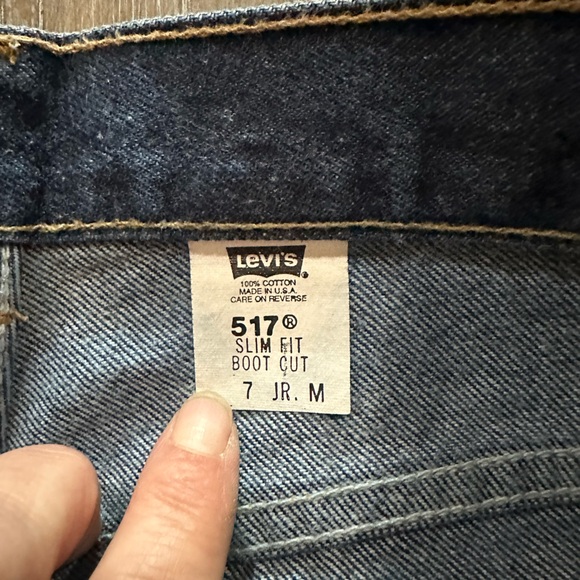 Levi's®
100% COTTON
MADE IN U.S.A.
CARE ON REVERSE
517®
SLIM FIT
BOOT CUT
7 JR. M